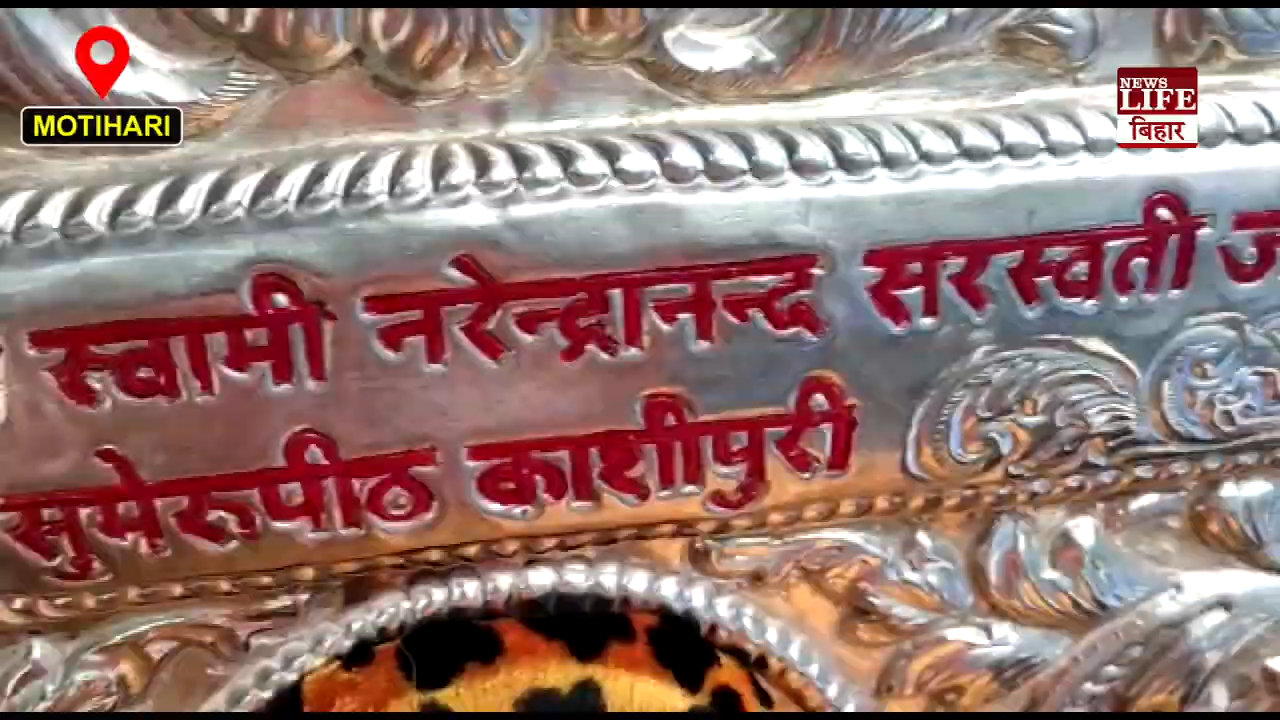 MOTIHARI
NEWS
LIFE
बिहार
स्वामी नरेन्द्रानन्द सरस्वती
सुमेरूपीठ काशीपुरी